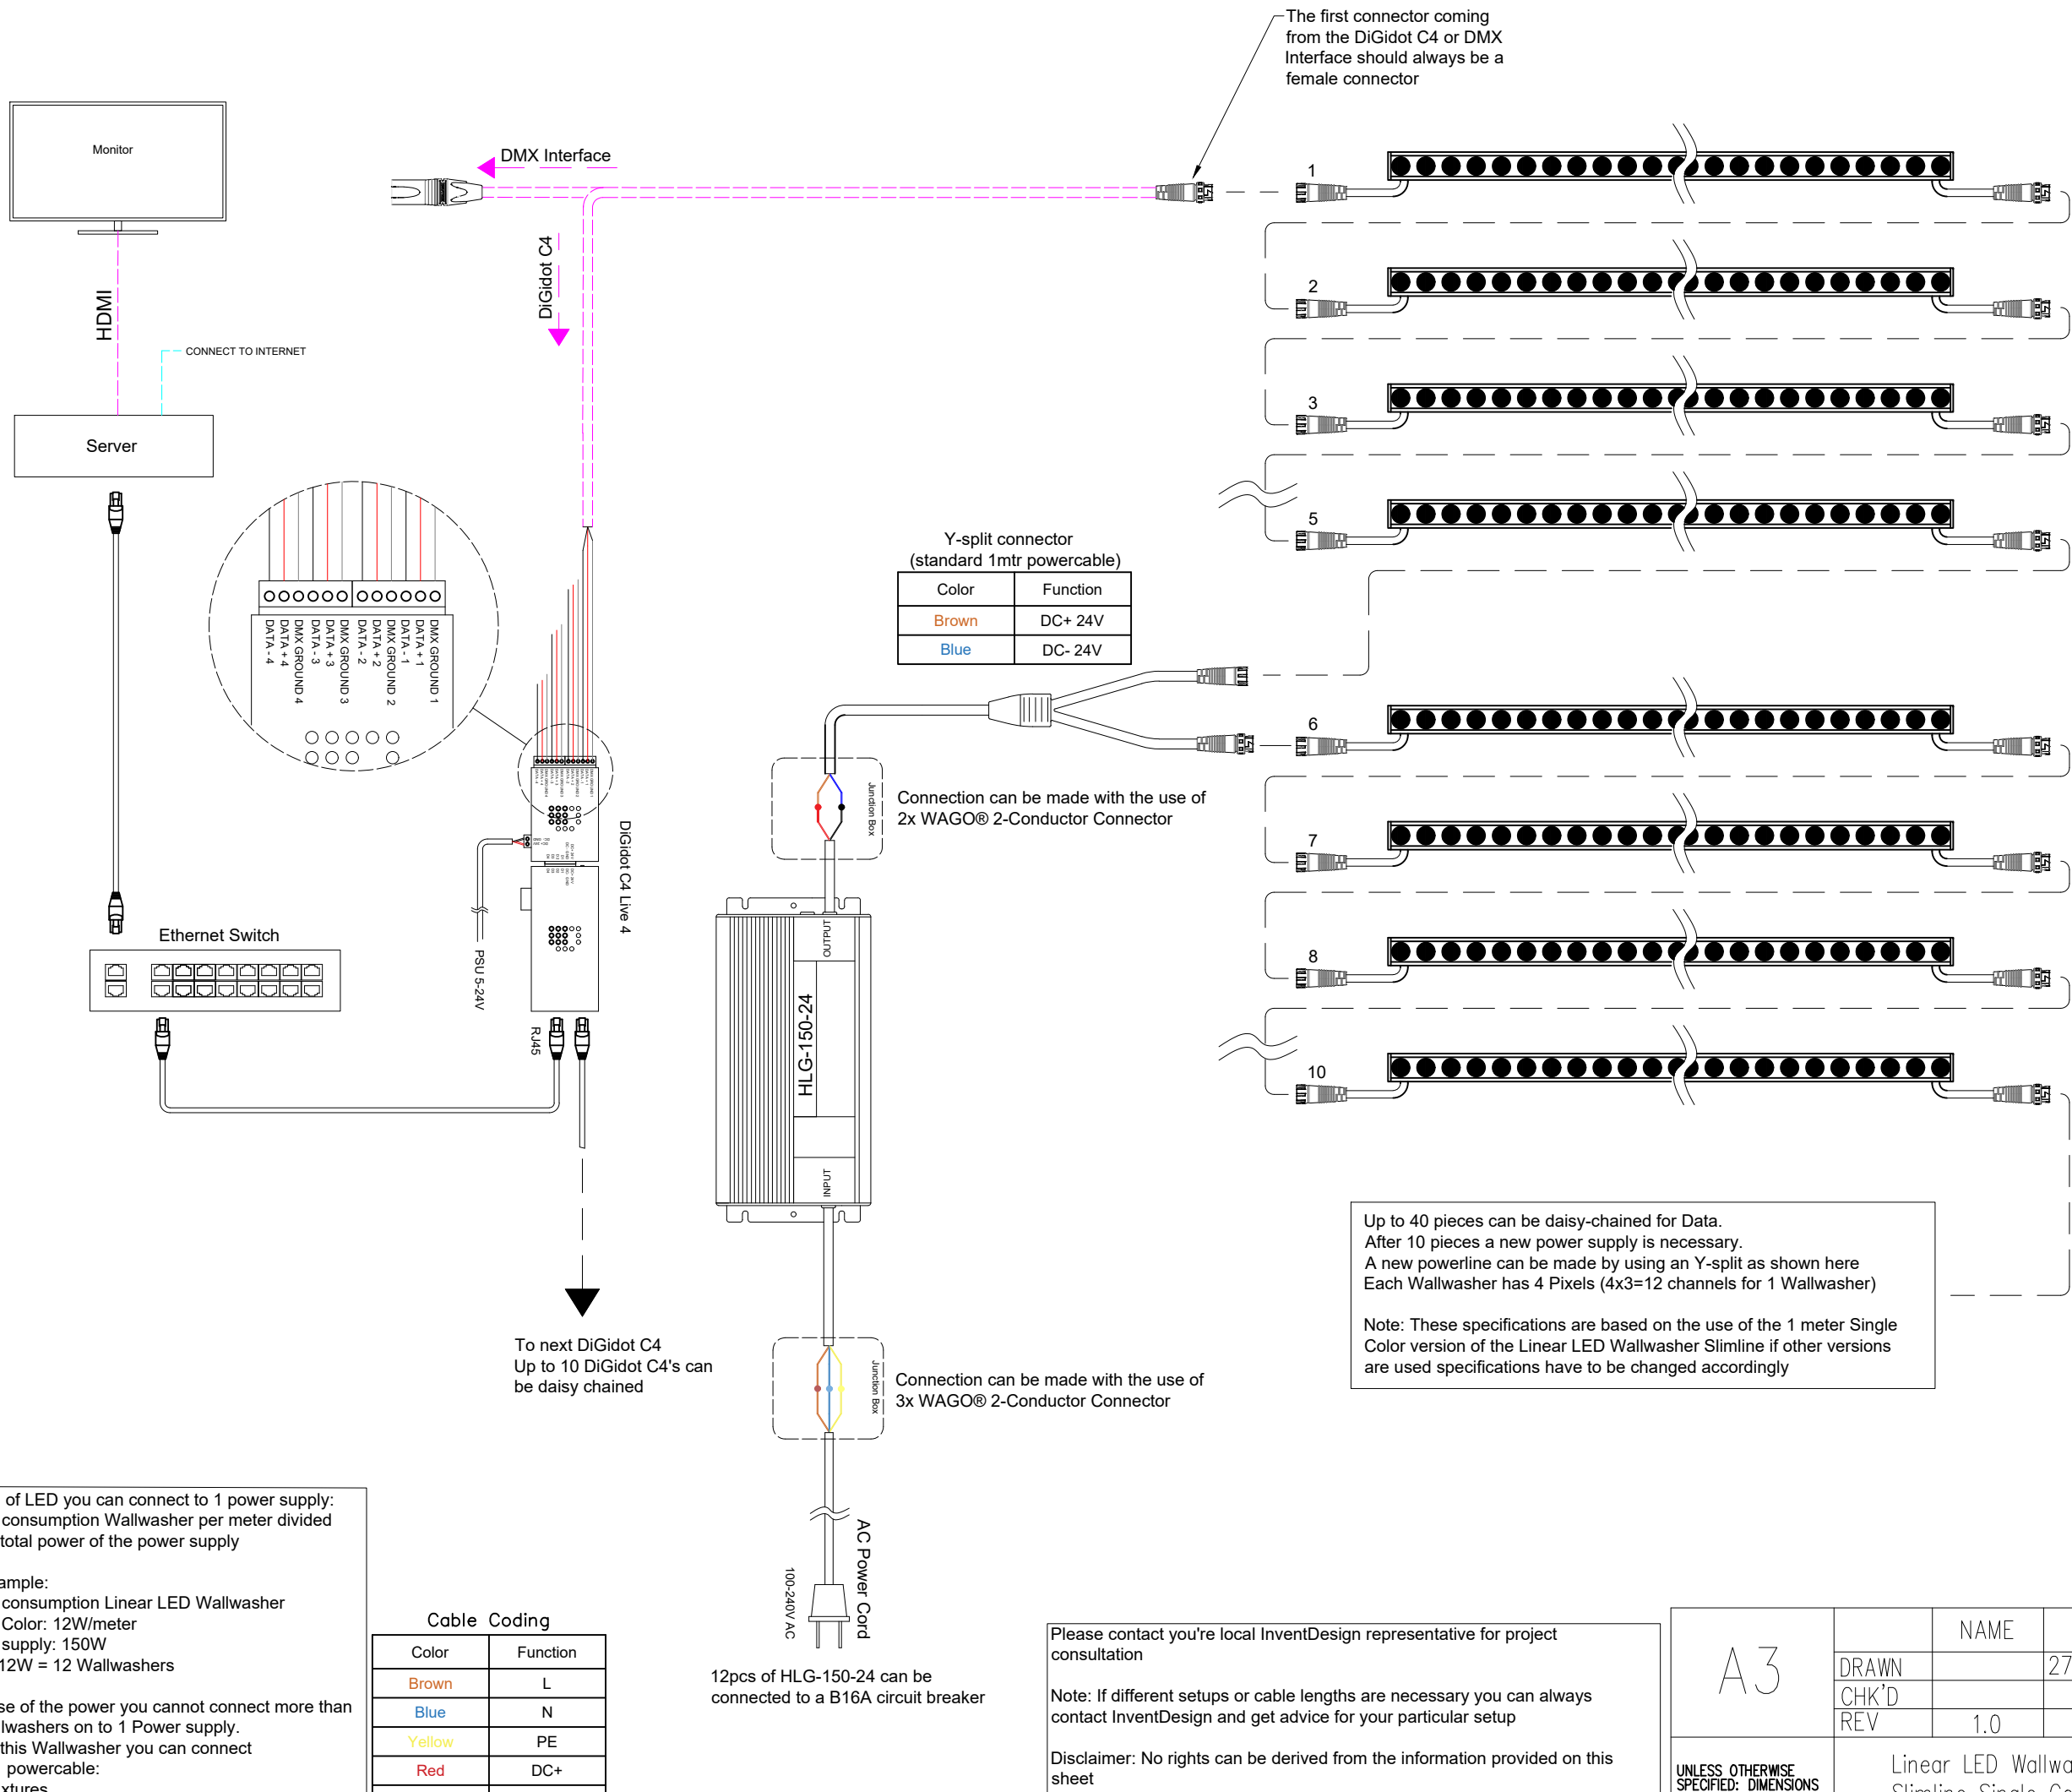 The first connector coming
from the DiGidot C4 or DMX
Interface should always be a
female connector
Monitor
DMX Interface
DiGidot C4
HDMI
CONNECT TO INTERNET
Server
1
2
3
5
6
7
8
10
DATA - 4
DATA + 4
DMX GROUND 4
DATA - 3
DATA + 3
DMX GROUND 3
DATA - 2
DATA + 2
DMX GROUND 2
DATA - 1
DATA + 1
DMX GROUND 1
Y-split connector
(standard 1mtr powercable)
Color Function
Brown DC+ 24V
Blue DC- 24V
Junction Box
Connection can be made with the use of
2x WAGO® 2-Conductor Connector
DiGidot C4 Live 4
PSU 5-24V
Ethernet Switch
RJ45
OUTPUT
HLG-150-24
INPUT
To next DiGidot C4
Up to 10 DiGidot C4's can
be daisy chained
Junction Box
Connection can be made with the use of
3x WAGO® 2-Conductor Connector
Up to 40 pieces can be daisy-chained for Data.
After 10 pieces a new power supply is necessary.
A new powerline can be made by using an Y-split as shown here
Each Wallwasher has 4 Pixels (4x3=12 channels for 1 Wallwasher)
Note: These specifications are based on the use of the 1 meter Single
Color version of the Linear LED Wallwasher Slimline if other versions
are used specifications have to be changed accordingly
AC Power Cord
100-240V AC
12pcs of HLG-150-24 can be
connected to a B16A circuit breaker
of LED you can connect to 1 power supply:
consumption Wallwasher per meter divided
total power of the power supply
ample:
consumption Linear LED Wallwasher
Color: 12W/meter
supply: 150W
12W = 12 Wallwashers
se of the power you cannot connect more than
lwashers on to 1 Power supply.
this Wallwasher you can connect
powercable:
xtures
Cable Coding
Color Function
Brown L
Blue N
Yellow PE
Red DC+
Please contact you're local InventDesign representative for project
consultation
Note: If different setups or cable lengths are necessary you can always
contact InventDesign and get advice for your particular setup
Disclaimer: No rights can be derived from the information provided on this
sheet
A3
NAME
DRAWN 27
CHK'D
REV 1.0
UNLESS OTHERWISE
SPECIFIED: DIMENSIONS
Linear LED Wallwa
Slimline Single Co